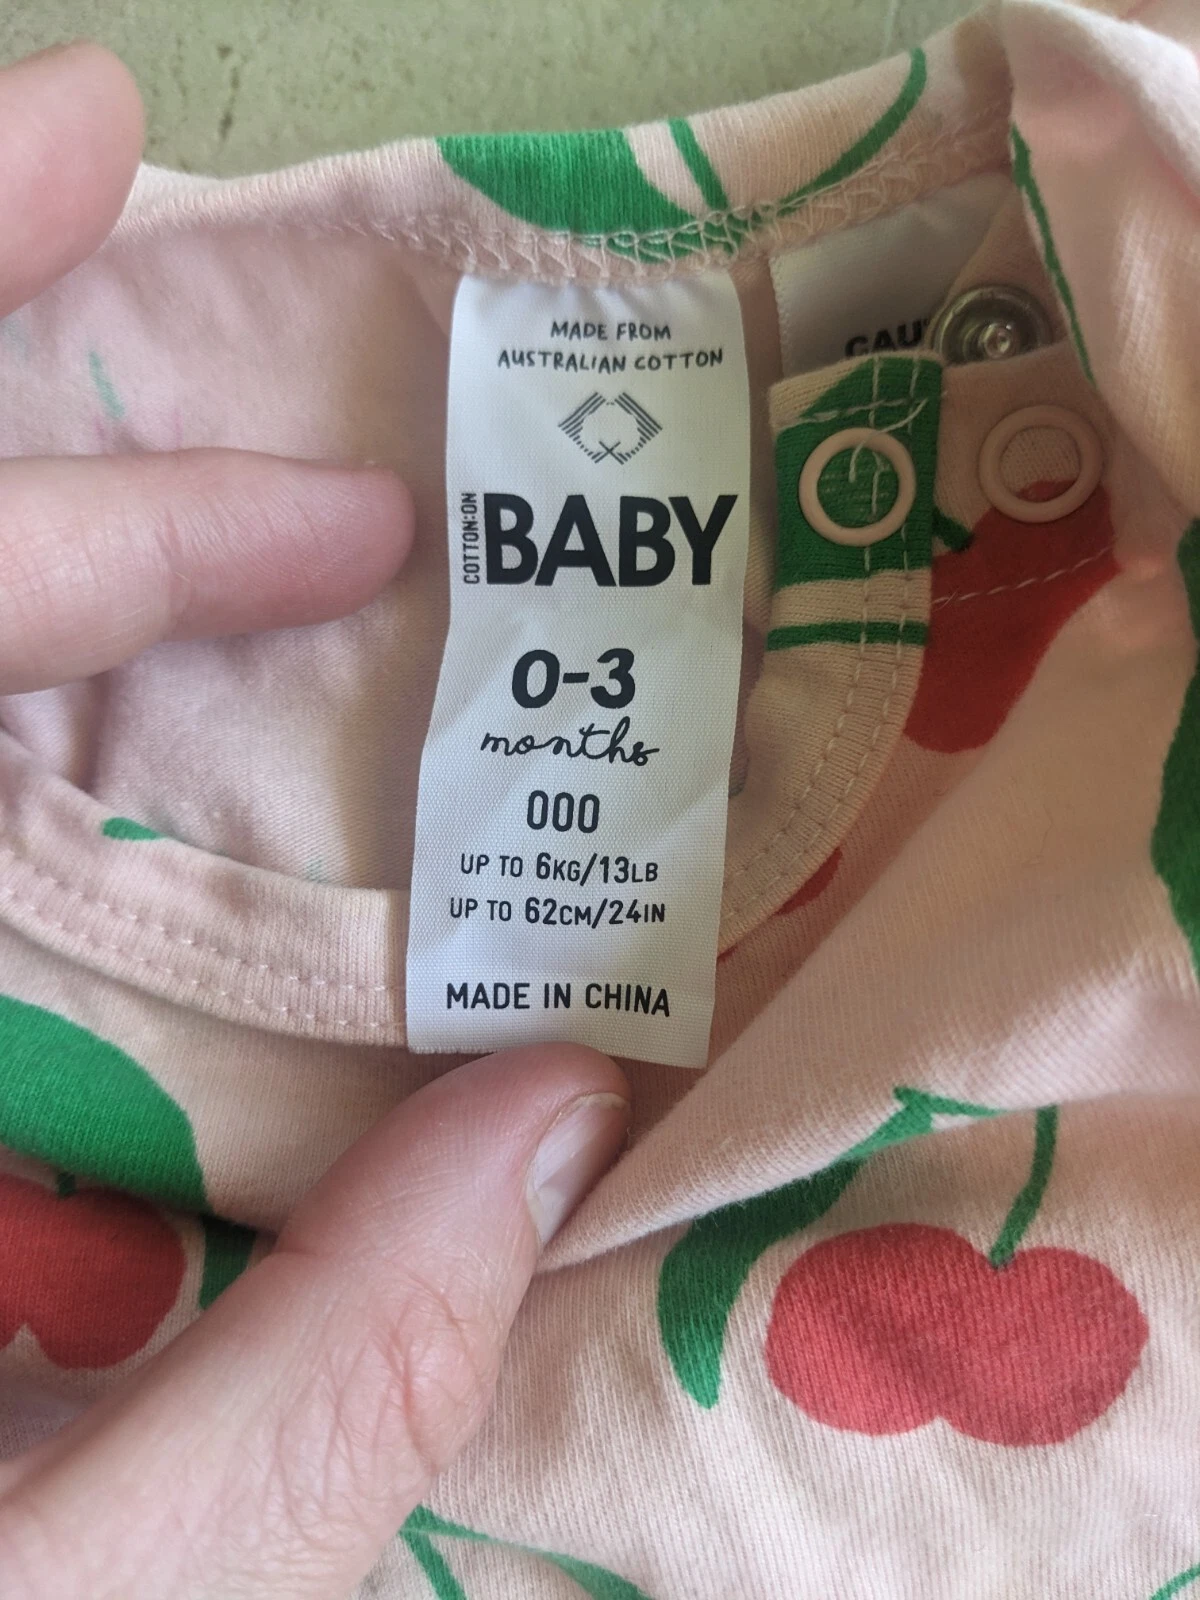 MADE FROM
AUSTRALIAN COTTON
COTTON:ON
BABY
0-3
months
000
UP TO 6KG/13LB
UP TO 62CM/24IN
MADE IN CHINA